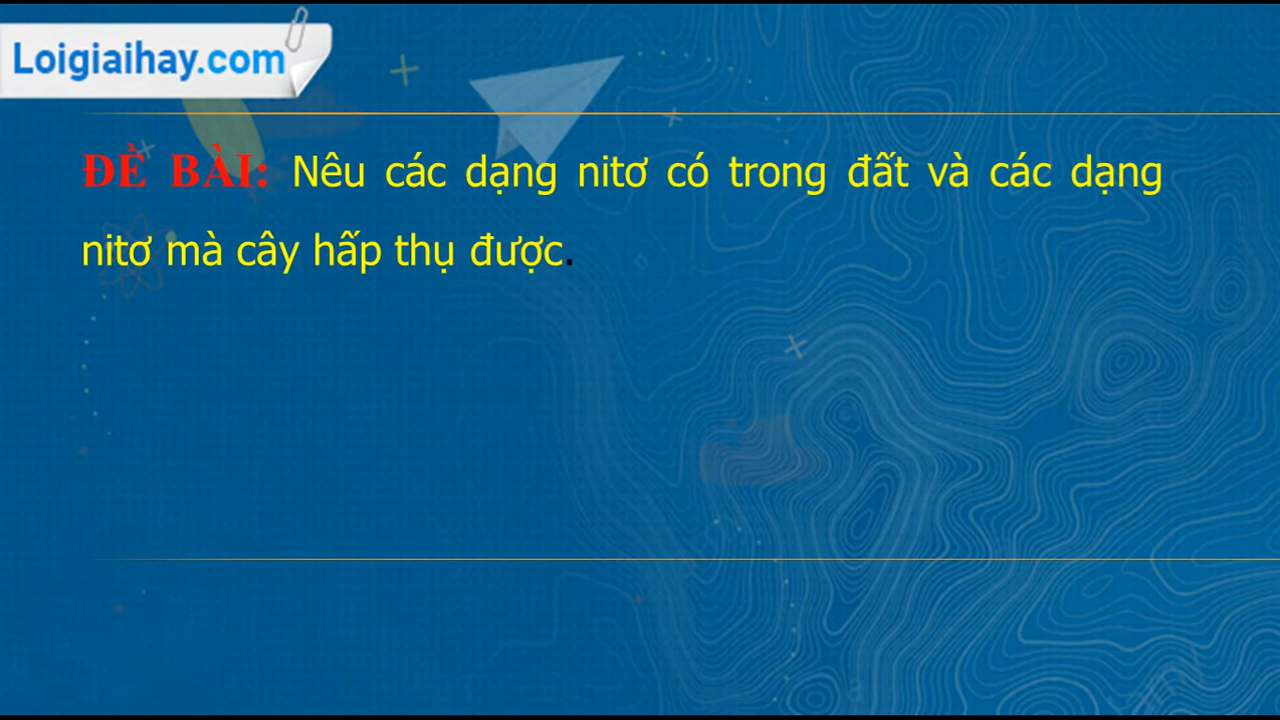 Loigiaihay.com
ĐỀ BÀI: Nêu các dạng nitơ có trong đất và các dạng
nitơ mà cây hấp thụ được.